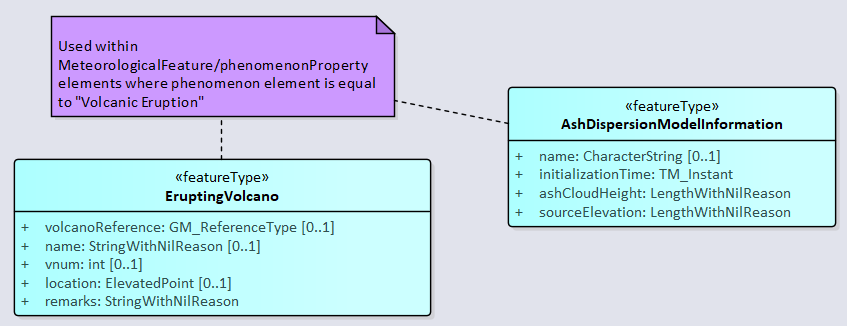 Used within
MeteorologicalFeature/phenomenonProperty
elements where phenomenon element is equal
to "Volcanic Eruption"
«featureType»
AshDispersionModelInformation
+ name: CharacterString [0..1]
+ initializationTime: TM_Instant
+ ashCloudHeight: LengthWithNilReason
+ sourceElevation: LengthWithNilReason
«featureType»
EruptingVolcano
+ volcanoReference: GM_ReferenceType [0..1]
+ name: StringWithNilReason [0..1]
+ vnum: int [0..1]
+ location: ElevatedPoint [0..1]
+ remarks: StringWithNilReason